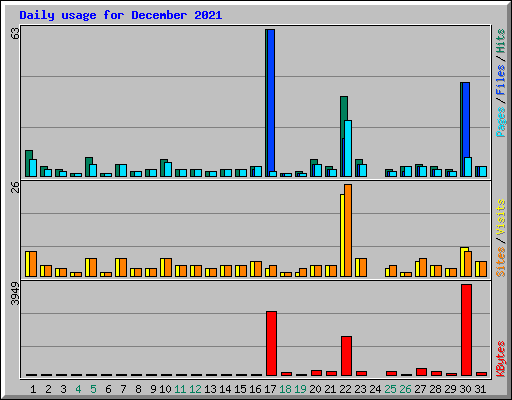 Daily usage for December 2021
63
26
3949
Pages / Files / Hits
Sites / Visits
KBytes
1 2 3 4 5 6 7 8 9 10 11 12 13 14 15 16 17 18 19 20 21 22 23 24 25 26 27 28 29 30 31